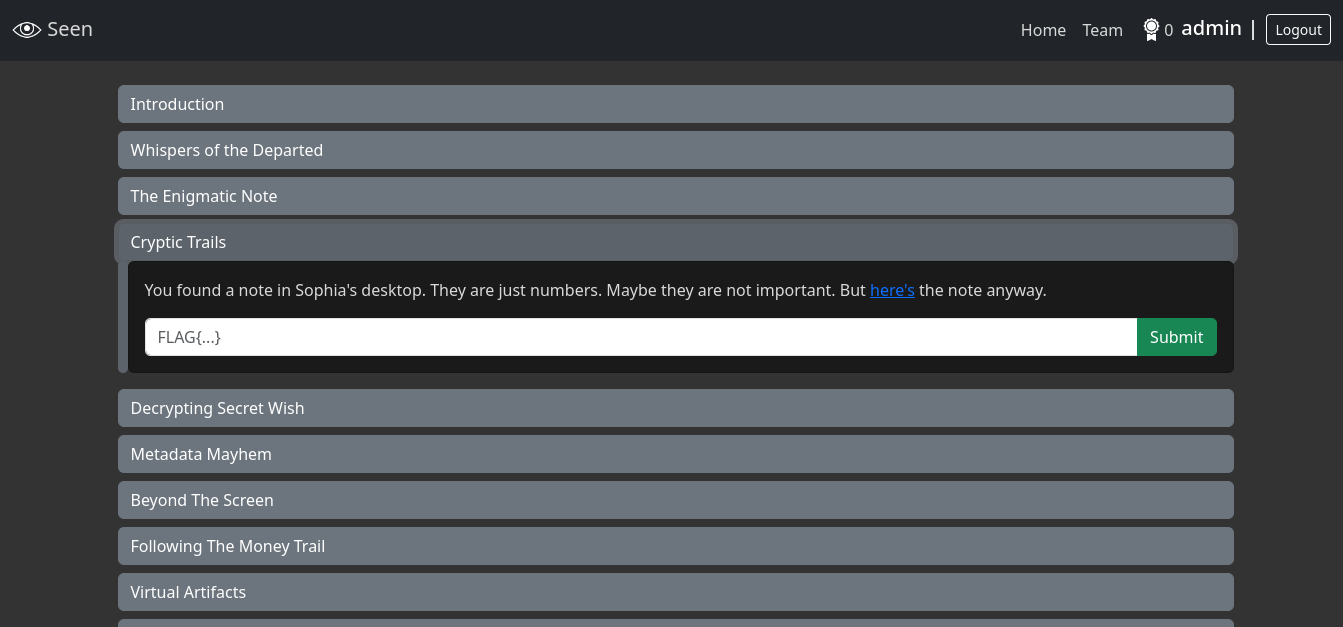 Seen
Home Team 0 admin | Logout
Introduction
Whispers of the Departed
The Enigmatic Note
Cryptic Trails
You found a note in Sophia's desktop. They are just numbers. Maybe they are not important. But here's the note anyway.
FLAG{...} Submit
Decrypting Secret Wish
Metadata Mayhem
Beyond The Screen
Following The Money Trail
Virtual Artifacts